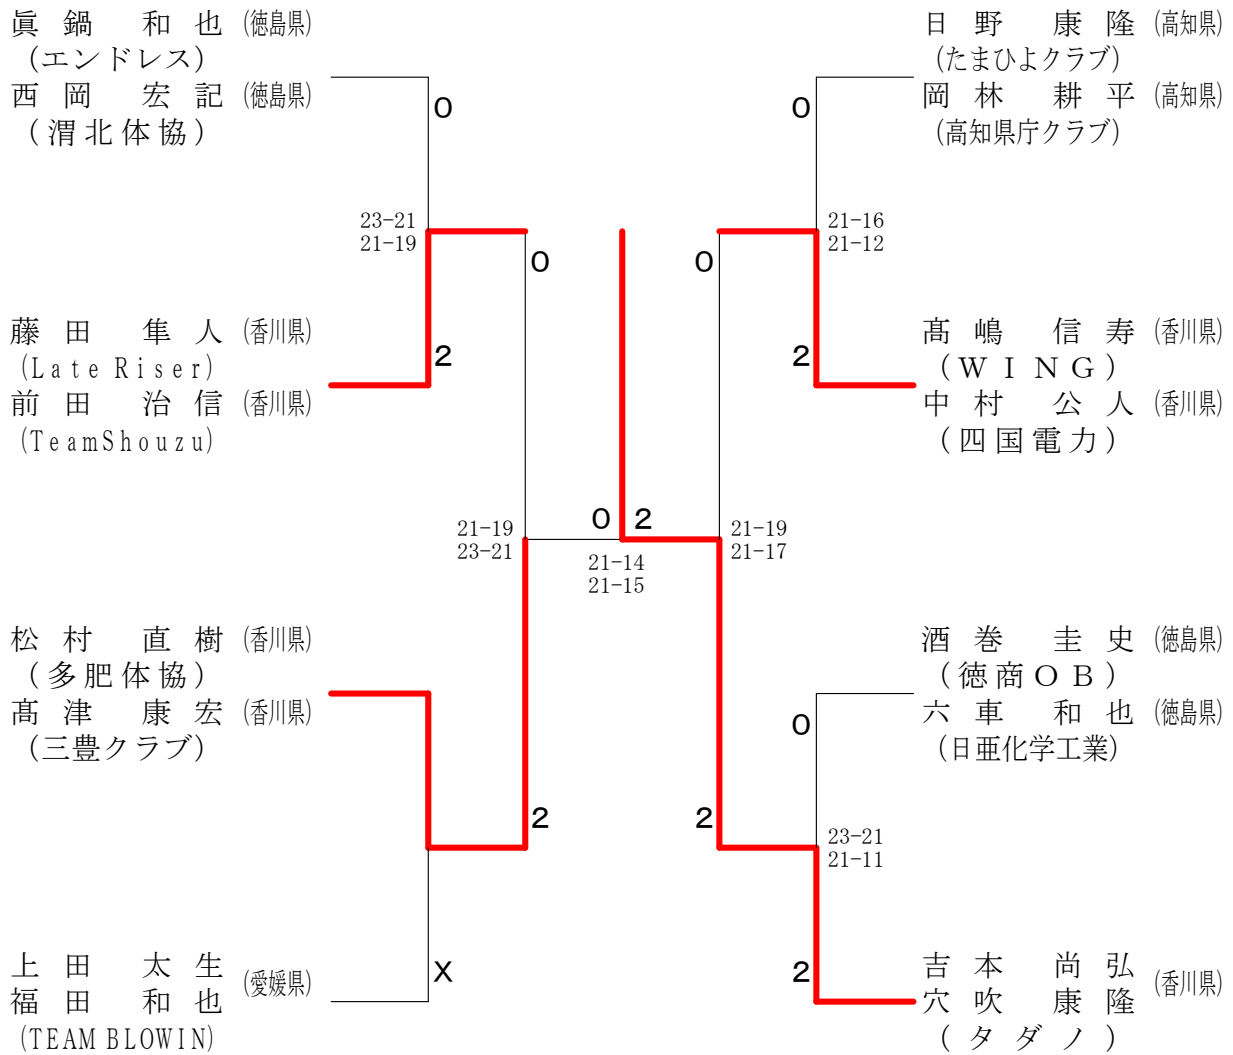 眞鍋 和也 (徳島県)
(エンドレス)
西岡 宏記 (徳島県)
(渭北体協)
0
23-21
21-19
0
藤田 隼人 (香川県)
(Late Riser)
前田 治信 (香川県)
(TeamShouzu)
2
21-19
23-21
松村 直樹 (香川県)
(多肥体協)
髙津 康宏 (香川県)
(三豊クラブ)
2
上田 太生
福田 和也 (愛媛県)
(TEAM BLOWIN)
X
0 2
21-14
21-15
日野 康隆 (高知県)
(たまひよクラブ)
岡林 耕平 (高知県)
(高知県庁クラブ)
0
21-16
21-12
0
髙嶋 信寿 (香川県)
(WING)
中村 公人 (香川県)
(四国電力)
2
21-19
21-17
酒巻 圭史 (徳島県)
(徳商OB)
六車 和也 (徳島県)
(日亜化学工業)
0
2
23-21
21-11
吉本 尚弘
穴吹 康隆 (香川県)
(タダノ)
2